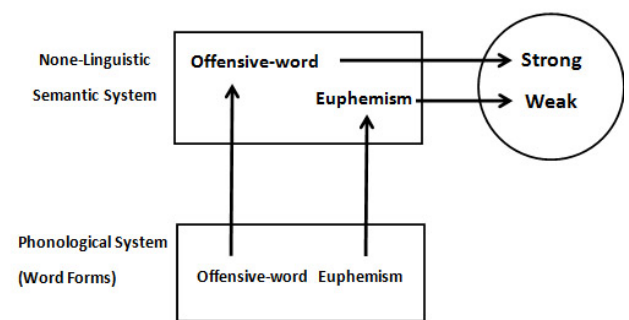 None-Linguistic
Semantic System
Offensive-word
Euphemism
Strong
Weak
Phonological System
(Word Forms)
Offensive-word Euphemism